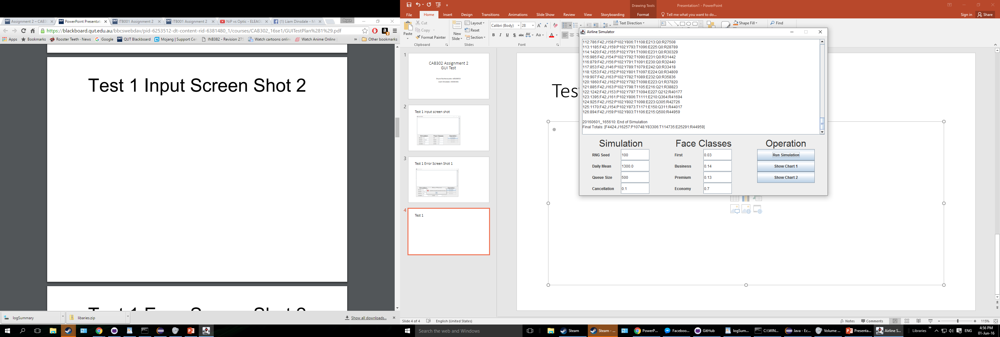 Assignment 2 – CAB3
PowerPoint Presentat
ITB001 Assignment 2
ITB001 Assignment 2
NiP vs Optic - ELEAGU
(1) Liam Dinsdale - M
Bryce
https://blackboard.qut.edu.au/bbcswebdav/pid-6253512-dt-content-rid-6381480_1/courses/CAB302_16se1/GUITestPlan%281%29.pdf
Apps
Bookmarks
Rooster Teeth · News
Google
QUT Blackboard
Mojang | Support Cen
INB382 - Revision 275
Watch cartoons online
Watch Anime Online |
»
Other bookmarks
Test 1 Input Screen Shot 2
logSummary
libaries.zip
Show all downloads...
Drawing Tools
Presentation1 - PowerPoint
File
Home
Insert
Design
Transitions
Animations
Slide Show
Review
View
Storyboarding
Format
Tell me what you want to do...
Sign in
Share
Paste
Cut
Copy
Format Painter
Clipboard
New
Slide
Layout
Reset
Section
Slides
Calibri (Body)
28
B I U S abc AV Aa A
Font
Text Direction
Shape Fill
Find
1
CAB302 Assignment 2
GUI Test
Bryce Rochecouste: n8549053
Liam Dinsdale: n9284381
2
Test 1 input screen shot
Simulation
Face Classes
Operation
3
Test 1 Error Screen Shot 1
4
Test 1
Tes
Airline Simulator
112:786:F42:J158:P102:Y806:T1108:E213:Q0:R27508
113:1185:F42:J159:P102:Y793:T1096:E225:Q0:R28789
114:1420:F42:J155:P102:Y791:T1090:E231:Q0:R30329
115:985:F42:J154:P102:Y792:T1090:E231:Q0:R31442
116:879:F42:J156:P102:Y791:T1091:E230:Q0:R32440
117:853:F42:J146:P102:Y789:T1079:E242:Q0:R33418
118:1253:F42:J152:P102:Y801:T1097:E224:Q0:R34809
119:907:F42:J163:P102:Y782:T1089:E232:Q0:R35836
120:1860:F42:J162:P102:Y792:T1098:E223:Q1:R37820
121:885:F42:J163:P102:Y798:T1105:E216:Q21:R38823
122:1242:F42:J153:P102:Y797:T1094:E227:Q212:R40177
123:1395:F42:J161:P102:Y806:T1111:E210:Q364:R41694
124:925:F42:J152:P102:Y802:T1098:E223:Q305:R42726
125:1170:F42:J154:P102:Y873:T1171:E150:Q311:R44017
126:894:F42:J159:P102:Y803:T1106:E215:Q500:R44959
20160601_165610: End of Simulation
Final Totals: [F4424:J16257:P10748:Y83306:T114735:E25291:R44959]
Simulation
Face Classes
Operation
RNG Seed 100
First 0.03
Run Simulation
Daily Mean 1300.0
Business 0.14
Show Chart 1
Queue Size 500
Premium 0.13
Show Chart 2
Cancellation 0.1
Economy 0.7
Slide 4 of 4
English (United States)
Notes
Comments
115%
Search the web and Windows
Steam
Steam - ...
PowerP...
Faceboo...
GitHub
logSum...
C:\WIN...
Java - Ec...
Volume ...
Presenta...
Airline S...
Libraries
»
ENG
4:56 PM
01-Jun-16